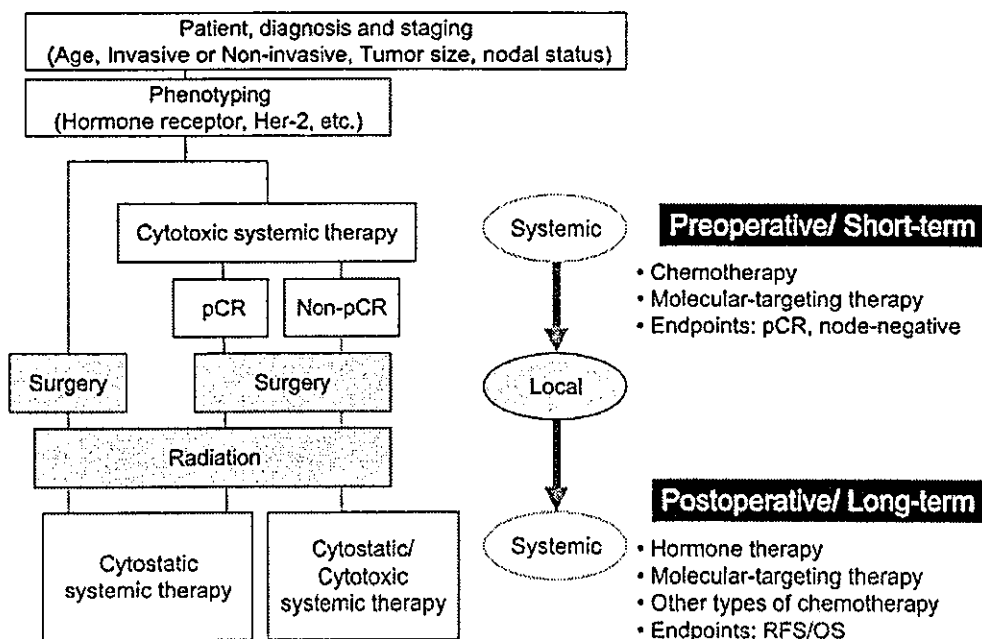 Patient, diagnosis and staging
(Age, Invasive or Non-invasive, Tumor size, nodal status)
Phenotyping
(Hormone receptor, Her-2, etc.)
Cytotoxic systemic therapy
pCR
Non-pCR
Surgery
Surgery
Radiation
Cytostatic
systemic therapy
Cytostatic/
Cytotoxic
systemic therapy
Systemic
Local
Systemic
Preoperative/ Short-term
• Chemotherapy
• Molecular-targeting therapy
• Endpoints: pCR, node-negative
Postoperative/ Long-term
• Hormone therapy
• Molecular-targeting therapy
• Other types of chemotherapy
• Endpoints: RFS/OS